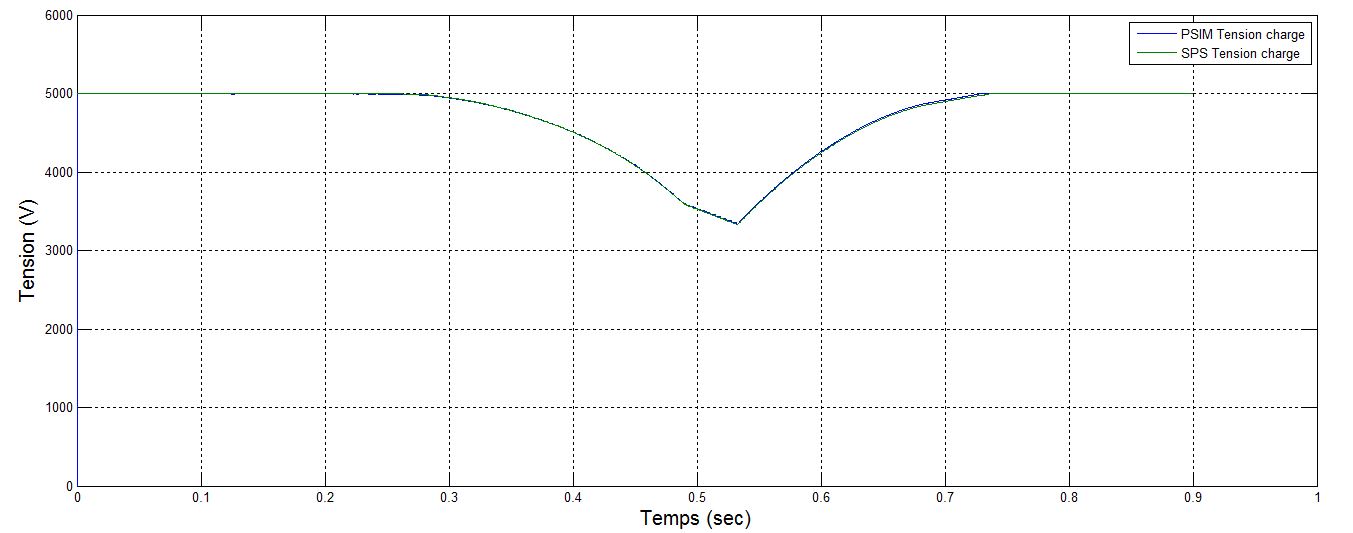 6000
5000
4000
3000
2000
1000
0
Tension (V)
PSIM Tension charge
SPS Tension charge
0 0.1 0.2 0.3 0.4 0.5 0.6 0.7 0.8 0.9 1
Temps (sec)